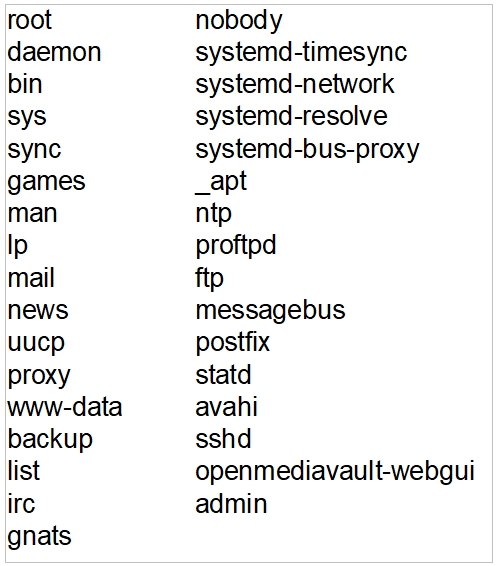 root
daemon
bin
sys
sync
games
man
lp
mail
news
uucp
proxy
www-data
backup
list
irc
gnats
nobody
systemd-timesync
systemd-network
systemd-resolve
systemd-bus-proxy
_apt
ntp
proftpd
ftp
messagebus
postfix
statd
avahi
sshd
openmediavault-webgui
admin